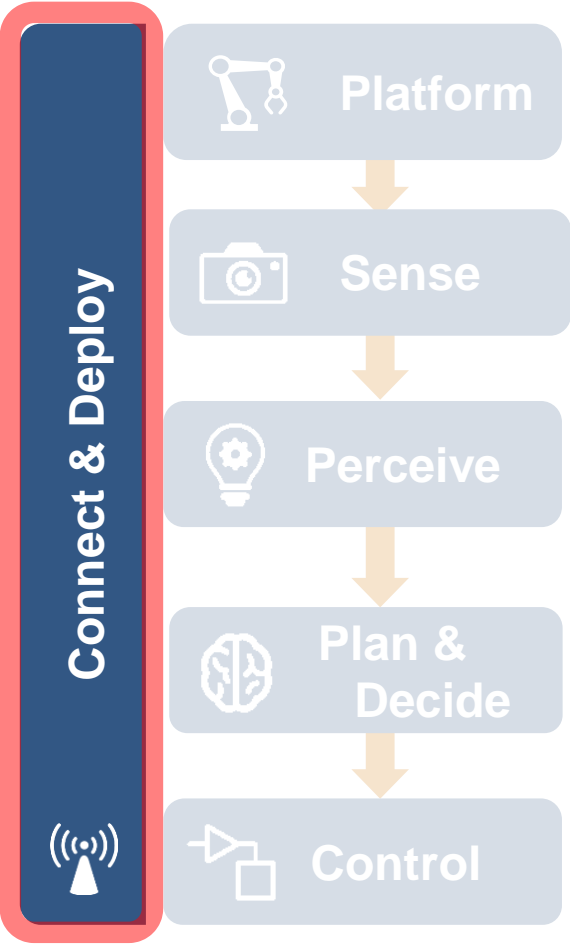 Connect & Deploy
Platform
Sense
Perceive
Plan &
Decide
Control